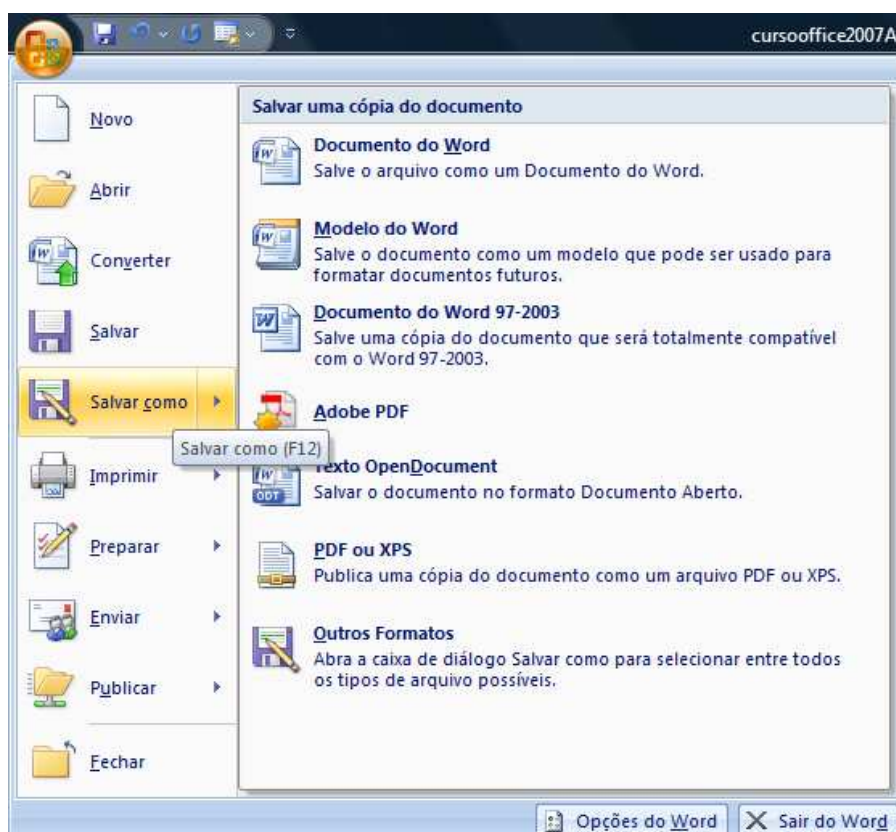 cursooffice2007A
Novo
Abrir
Converter
Salvar
Salvar como
Salvar como (F12)
Imprimir
Preparar
Enviar
Publicar
Fechar
Salvar uma cópia do documento
Documento do Word
Salve o arquivo como um Documento do Word.
Modelo do Word
Salve o documento como um modelo que pode ser usado para
formatar documentos futuros.
Documento do Word 97-2003
Salve uma cópia do documento que será totalmente compatível
com o Word 97-2003.
Adobe PDF
Texto OpenDocument
ODT
Salvar o documento no formato Documento Aberto.
PDF ou XPS
Publica uma cópia do documento como um arquivo PDF ou XPS.
Outros Formatos
Abra a caixa de diálogo Salvar como para selecionar entre todos
os tipos de arquivo possíveis.
Opções do Word
Sair do Word